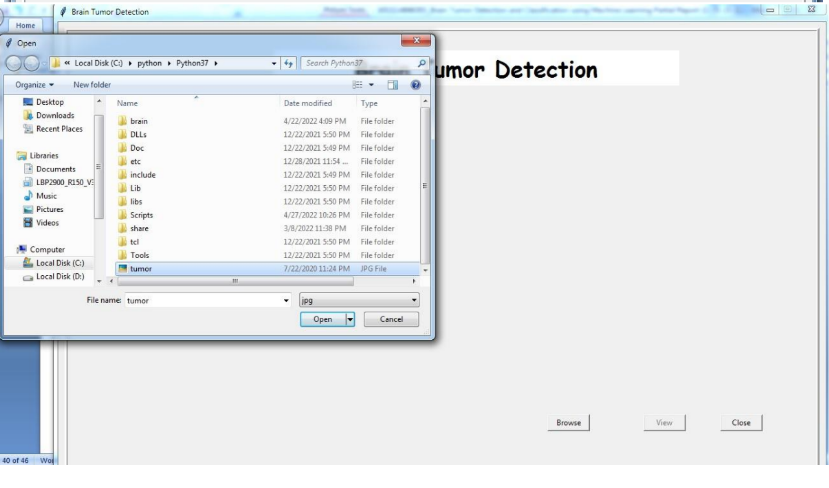 Brain Tumor Detection
Home
Open
« Local Disk (C:) ▸ python ▸ Python37 ▸
Search Python37
umor Detection
Organize
New folder
Name
Date modified
Type
Desktop
Downloads
Recent Places
Libraries
Documents
LBP2900_R150_V3
Music
Pictures
Videos
Computer
Local Disk (C:)
Local Disk (D:)
brain 4/22/2022 4:09 PM File folder
DLLs 12/22/2021 5:50 PM File folder
Doc 12/22/2021 5:49 PM File folder
etc 12/28/2021 11:54 ... File folder
include 12/22/2021 5:49 PM File folder
Lib 12/22/2021 5:50 PM File folder
libs 12/22/2021 5:50 PM File folder
Scripts 4/27/2022 10:26 PM File folder
share 3/8/2022 11:38 PM File folder
tcl 12/22/2021 5:50 PM File folder
Tools 12/22/2021 5:50 PM File folder
tumor 7/22/2020 11:24 PM JPG File
File name: tumor
jpg
Open
Cancel
Browse
View
Close
40 of 46